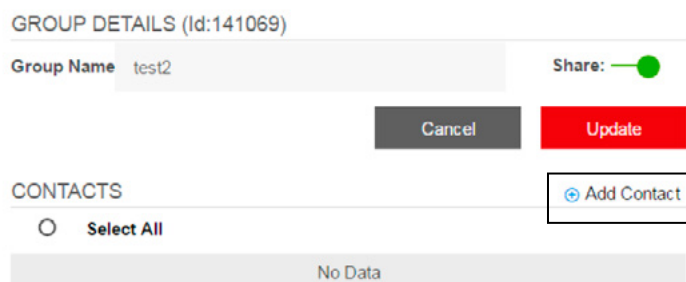 GROUP DETAILS (Id:141069)
Group Name test2 Share:
Cancel Update
CONTACTS Add Contact
Select All
No Data